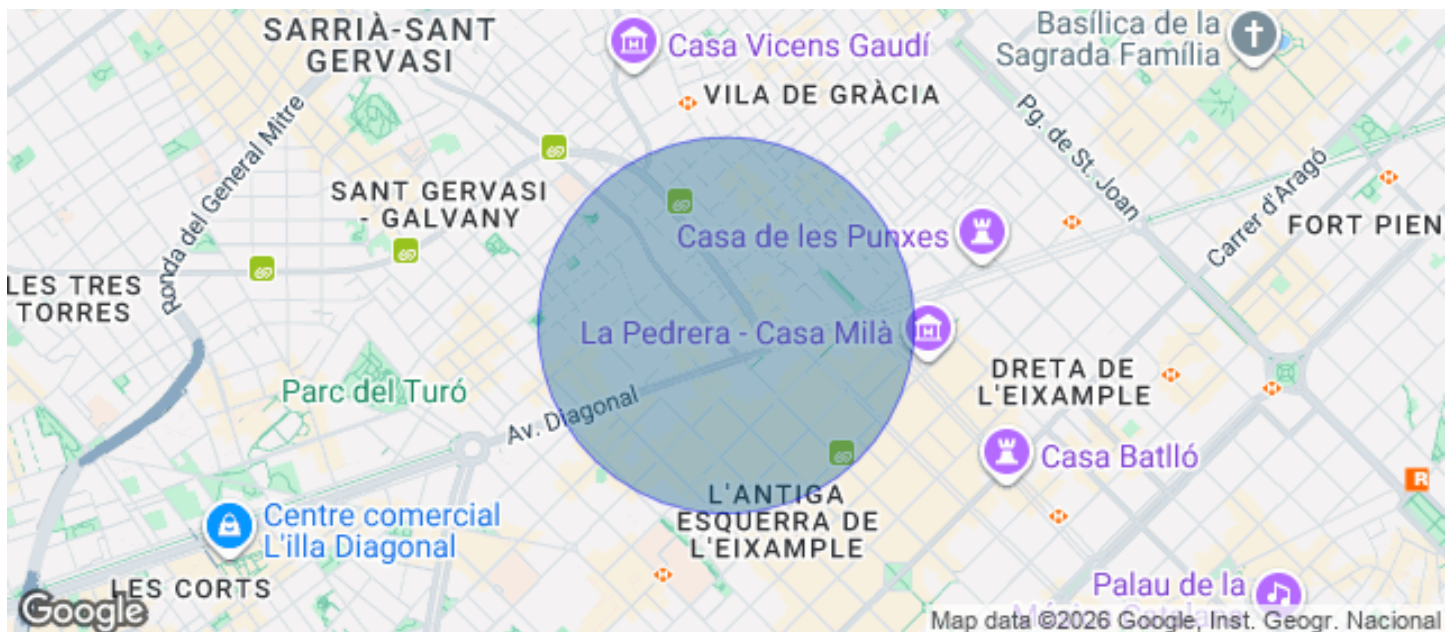 SARRIÀ-SANT
GERVASI
Casa Vicens Gaudí
Basílica de la
Sagrada Família
VILA DE GRÀCIA
Pg. de St. Joan
Ronda del General Mitre
SANT GERVASI
- GALVANY
Casa de les Punxes
Carrer d'Aragó
FORT PIEN
LES TRES
TORRES
La Pedrera - Casa Milà
DRETA DE
L'EIXAMPLE
Parc del Turó
Av. Diagonal
Casa Batlló
L'ANTIGA
ESQUERRA DE
L'EIXAMPLE
R
Centre comercial
L'illa Diagonal
LES CORTS
Palau de la
Música Catalana
Google
Map data ©2026 Google, Inst. Geogr. Nacional